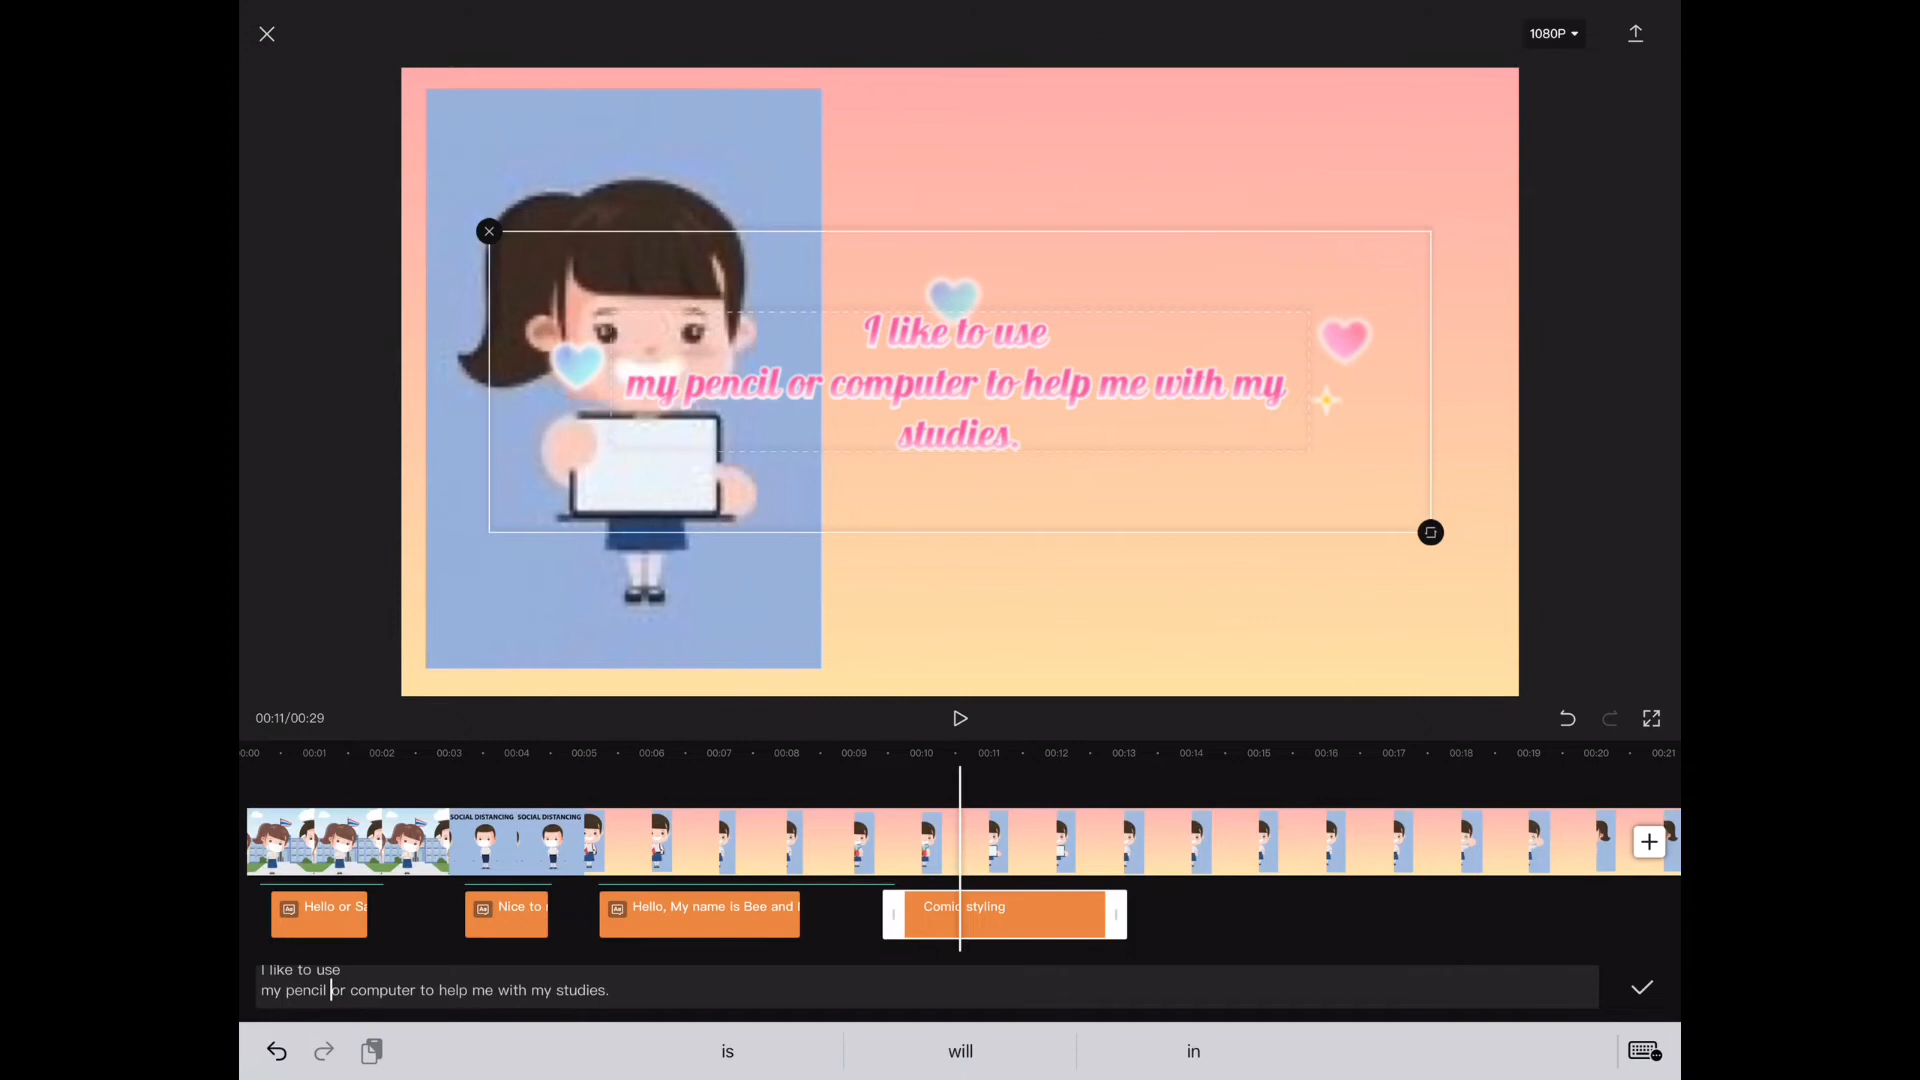 1080P
I like to use
my pencil or computer to help me with my
studies.
00:11/00:29
00:01
00:02
00:03
00:04
00:05
00:06
00:07
00:08
00:09
00:10
00:11
00:12
00:13
00:14
00:15
00:16
00:17
00:18
00:19
00:20
00:21
SOCIAL DISTANCING SOCIAL DISTANCING
Hello or Sa
Nice to
Hello, My name is Bee and I
Comic styling
I like to use
my pencil or computer to help me with my studies.
is
will
in